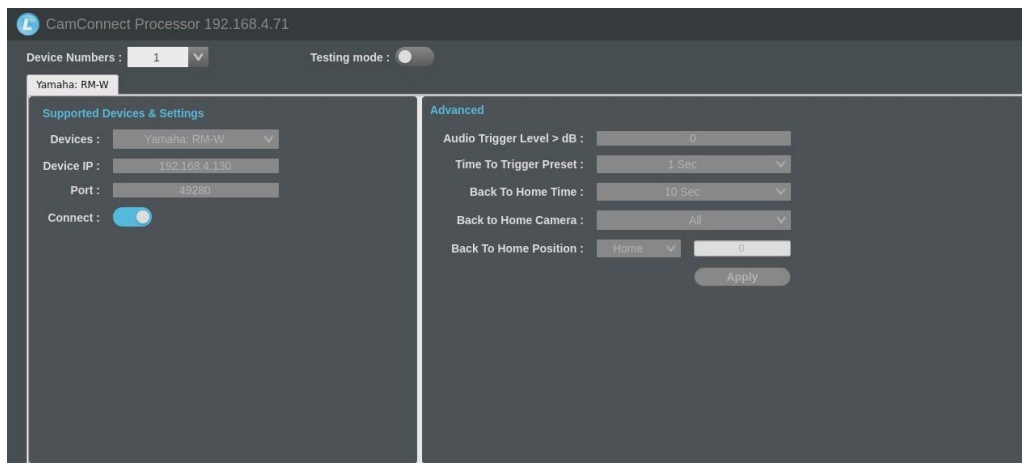 CamConnect Processor 192.168.4.71
Device Numbers : 1 Testing mode :
Yamaha: RM-W
Supported Devices & Settings
Devices : Yamaha: RM-W
Device IP : 192.168.4.130
Port : 49280
Connect :
Advanced
Audio Trigger Level > dB : 0
Time To Trigger Preset : 1 Sec
Back To Home Time : 10 Sec
Back to Home Camera : All
Back To Home Position : Home 0
Apply